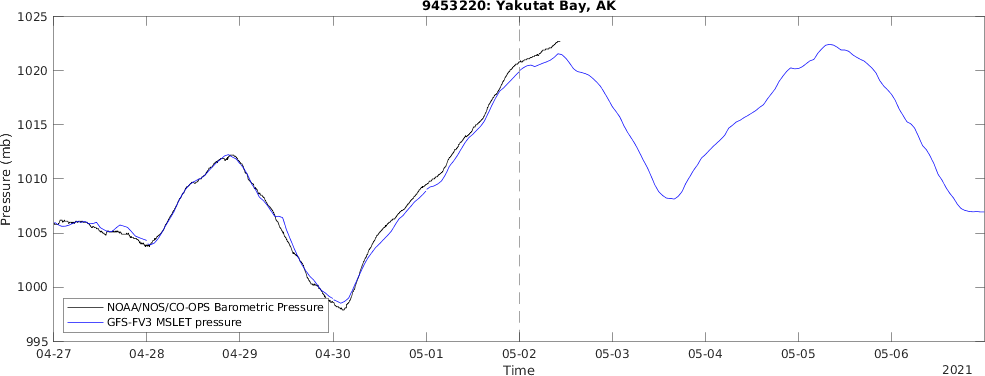 9453220: Yakutat Bay, AK
Pressure (mb)
1025
1020
1015
1010
1005
1000
995
NOAA/NOS/CO-OPS Barometric Pressure
GFS-FV3 MSLET pressure
04-27 04-28 04-29 04-30 05-01 05-02 05-03 05-04 05-05 05-06
Time
2021